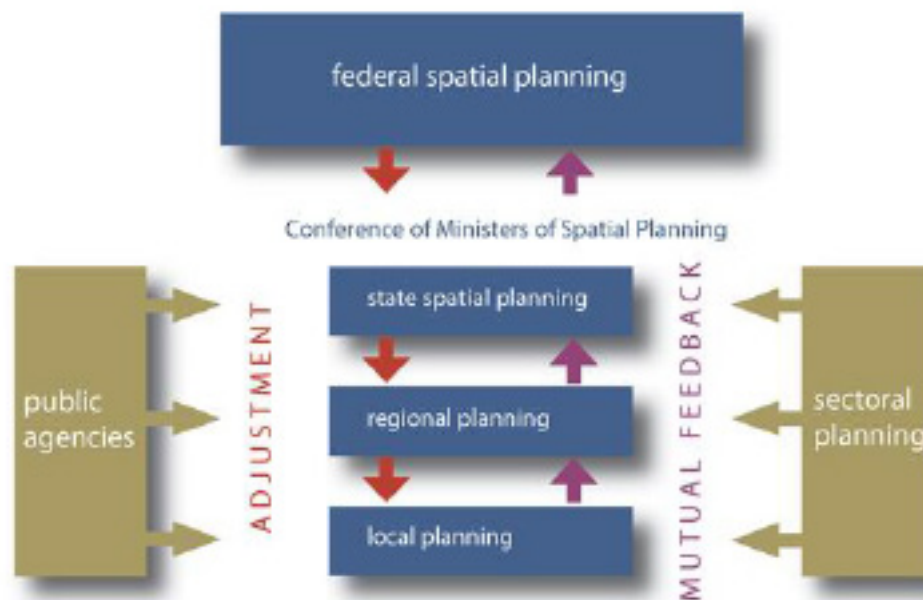 federal spatial planning
Conference of Ministers of Spatial Planning
public
agencies
ADJUSTMENT
state spatial planning
regional planning
local planning
MUTUAL FEEDBACK
sectoral
planning